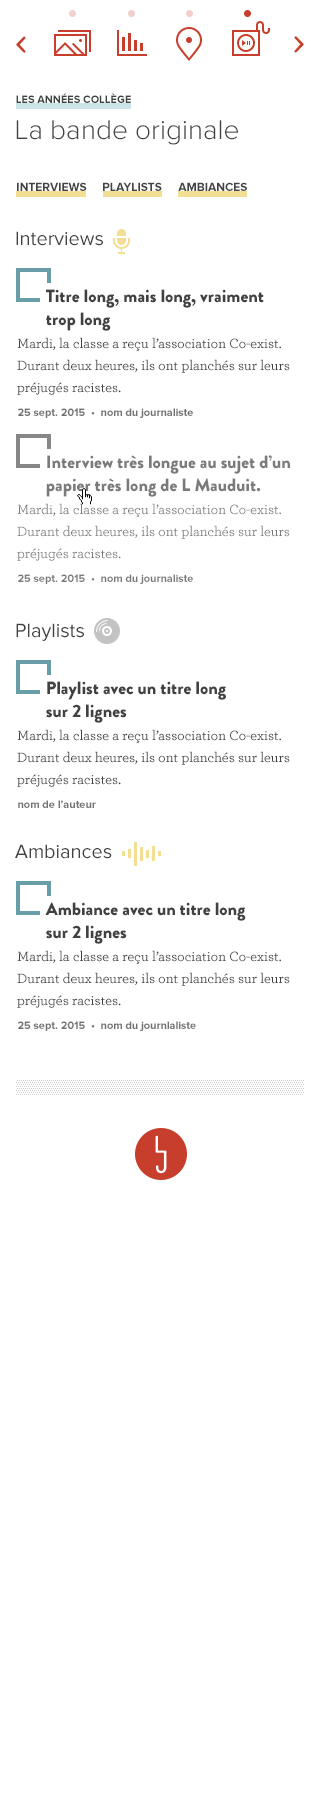 LES ANNÉES COLLÈGE
La bande originale
INTERVIEWS PLAYLISTS AMBIANCES
Interviews
Titre long, mais long, vraiment
trop long
Mardi, la classe a reçu l’association Co-exist.
Durant deux heures, ils ont planchés sur leurs
préjugés racistes.
25 sept. 2015 • nom du journaliste
Interview très longue au sujet d’un
papier très long de L Mauduit.
Mardi, la classe a reçu l’association Co-exist.
Durant deux heures, ils ont planchés sur leurs
préjugés racistes.
25 sept. 2015 • nom du journaliste
Playlists
Playlist avec un titre long
sur 2 lignes
Mardi, la classe a reçu l’association Co-exist.
Durant deux heures, ils ont planchés sur leurs
préjugés racistes.
nom de l’auteur
Ambiances
Ambiance avec un titre long
sur 2 lignes
Mardi, la classe a reçu l’association Co-exist.
Durant deux heures, ils ont planchés sur leurs
préjugés racistes.
25 sept. 2015 • nom du journlaliste